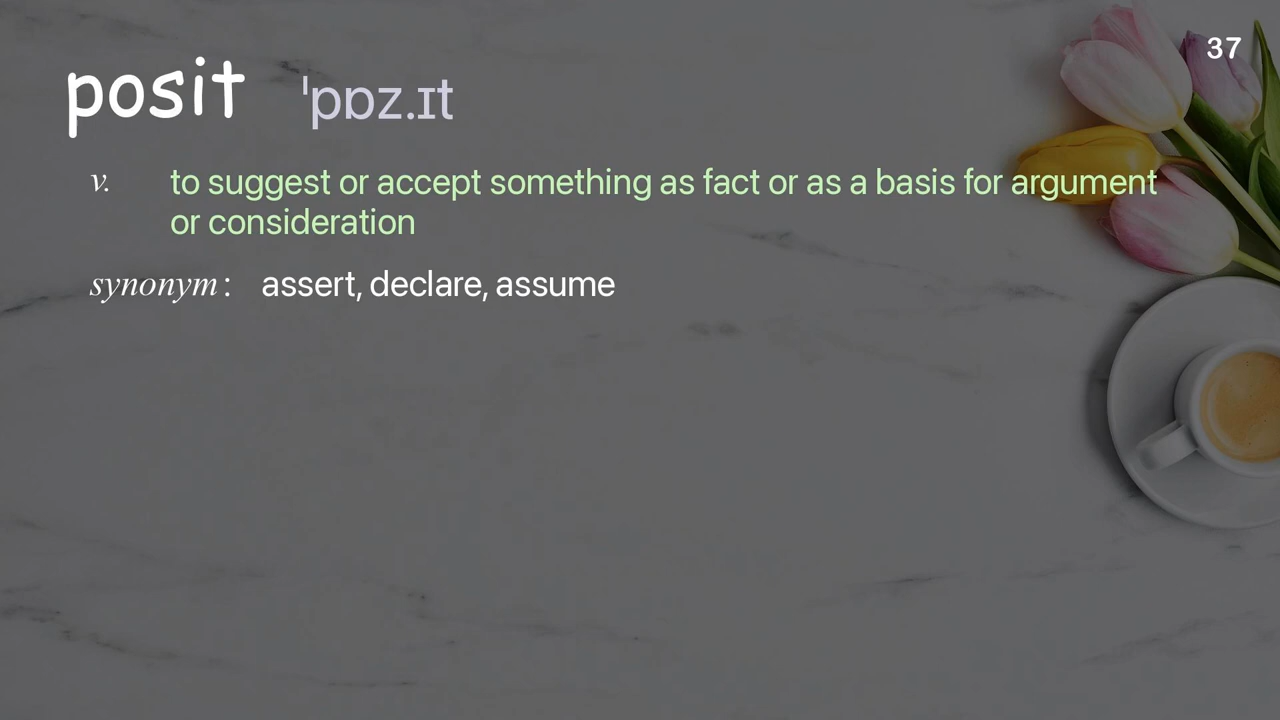 37
posit ˈpɒz.ɪt
v. to suggest or accept something as fact or as a basis for argument
or consideration
synonym : assert, declare, assume